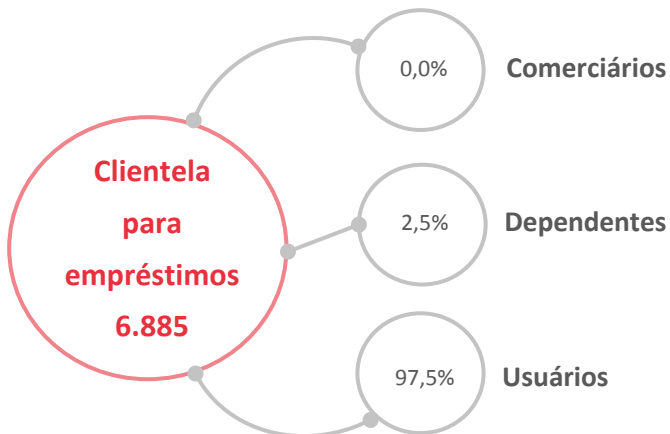 Clientela
para
empréstimos
6.885
0,0%
Comerciários
2,5%
Dependentes
97,5%
Usuários